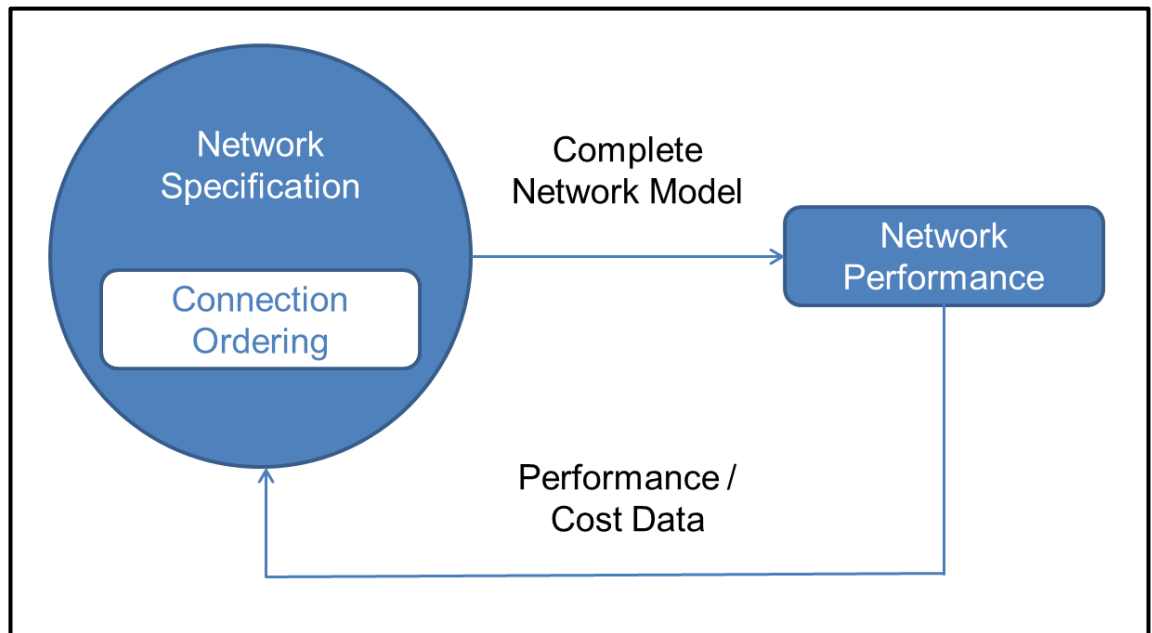 Network
Specification
Connection
Ordering
Complete
Network Model
Network
Performance
Performance /
Cost Data